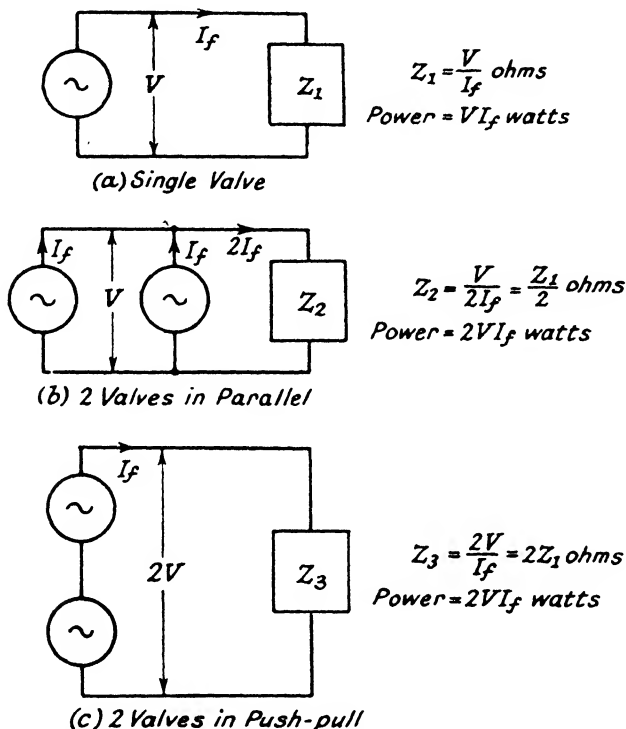 I_f
V
Z_1
Z_1 = V/I_f ohms
Power = VI_f watts
(a) Single Valve
I_f
I_f
2I_f
V
Z_2
Z_2 = V/2I_f = Z_1/2 ohms
Power = 2VI_f watts
(b) 2 Valves in Parallel
I_f
2V
Z_3
Z_3 = 2V/I_f = 2Z_1 ohms
Power = 2VI_f watts
(c) 2 Valves in Push-pull